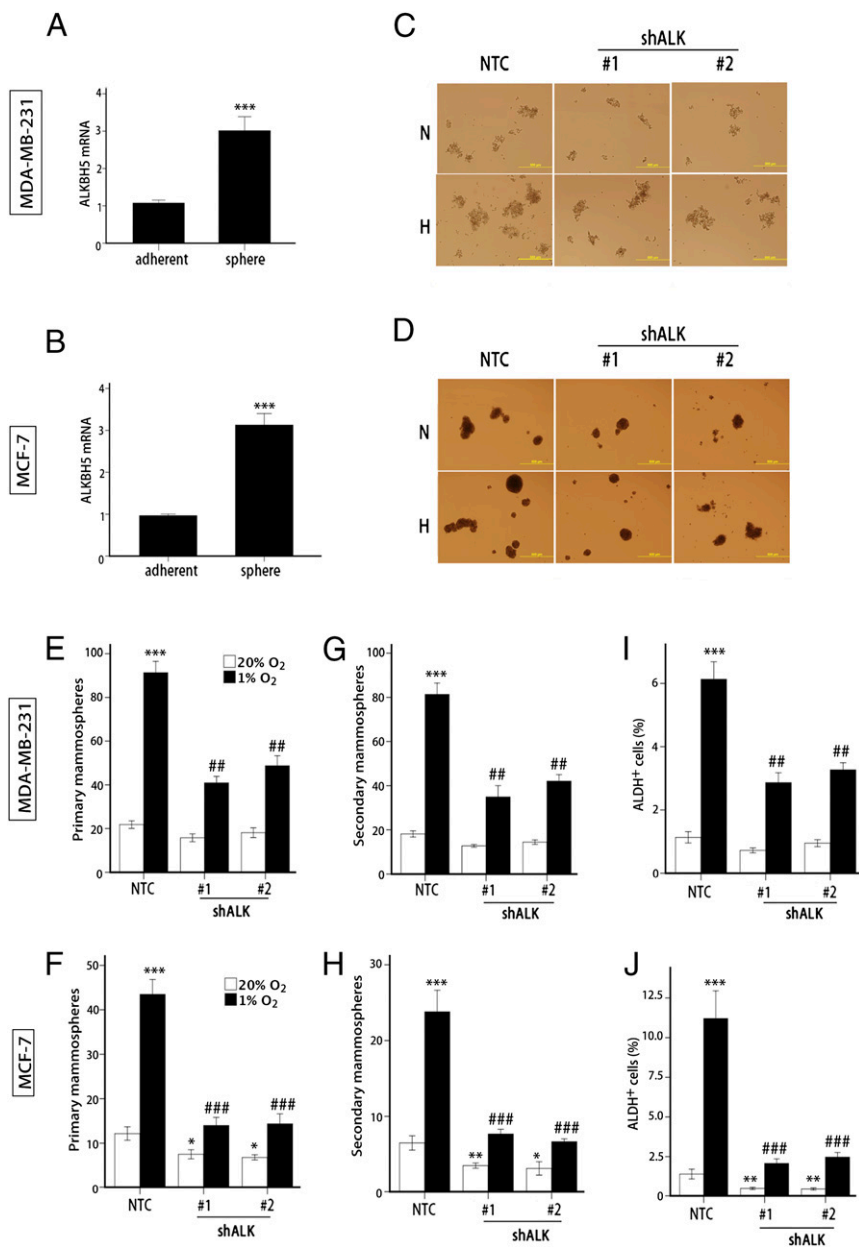 A
MDA-MB-231
ALKBH5 mRNA
4
3
2
1
0
***
adherent sphere
C
shALK
NTC #1 #2
N
H
B
MCF-7
ALKBH5 mRNA
4
3
2
1
0
***
adherent sphere
D
shALK
NTC #1 #2
N
H
MDA-MB-231
E
Primary mammospheres
100
80
60
40
20
0
***
20% O2
1% O2
##
##
NTC #1 #2
shALK
G
Secondary mammospheres
100
80
60
40
20
0
***
##
##
NTC #1 #2
shALK
I
ALDH+ cells (%)
6
4
2
0
***
##
##
NTC #1 #2
shALK
MCF-7
F
Primary mammospheres
50
40
30
20
10
0
***
20% O2
1% O2
###
###
*
*
NTC #1 #2
shALK
H
Secondary mammospheres
30
20
10
0
***
###
###
**
*
NTC #1 #2
shALK
J
ALDH+ cells (%)
12.5
10.0
7.5
5.0
2.5
0
***
###
###
**
**
NTC #1 #2
shALK